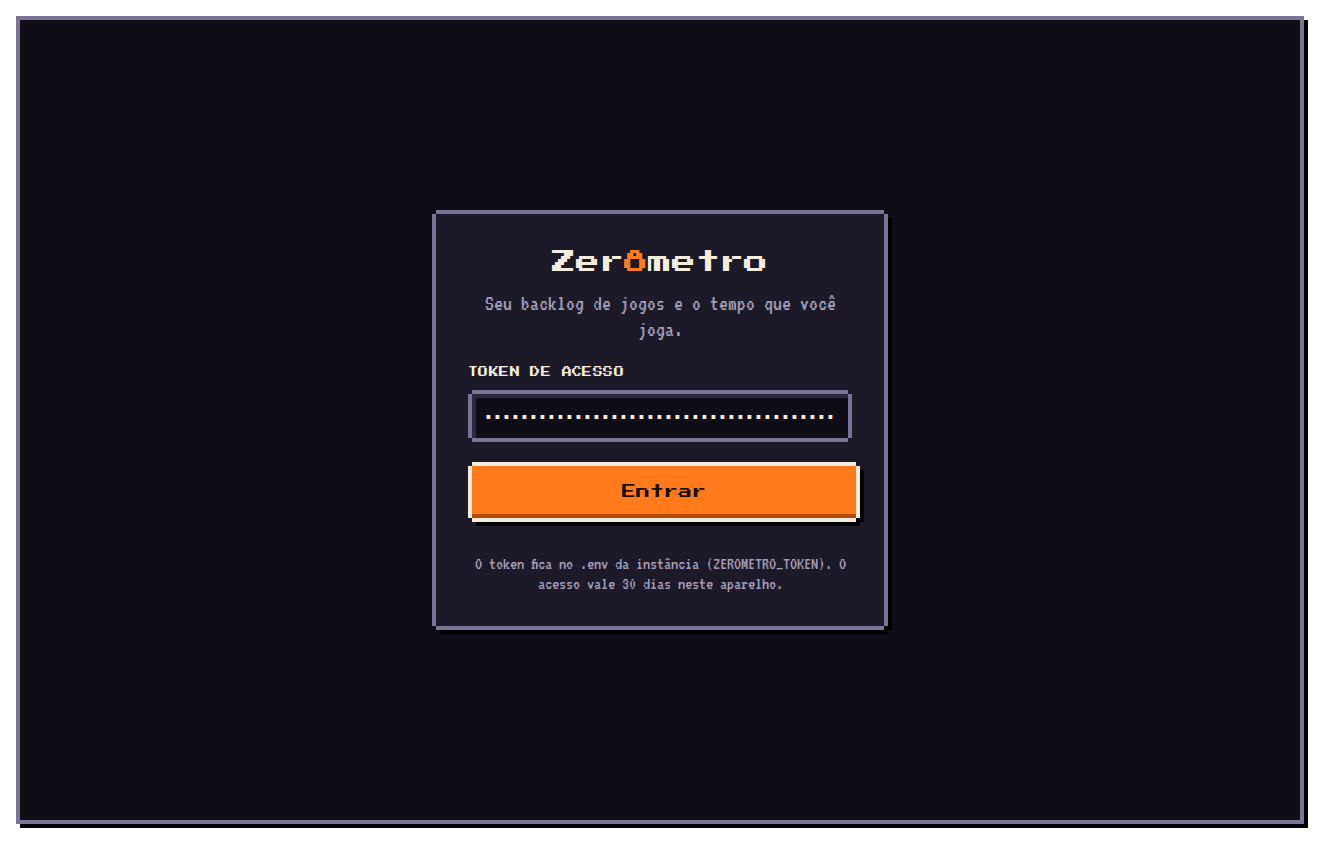 Zerômetro
Seu backlog de jogos e o tempo que você
joga.
TOKEN DE ACESSO
Entrar
O token fica no .env da instância (ZEROMETRO_TOKEN). O
acesso vale 30 dias neste aparelho.